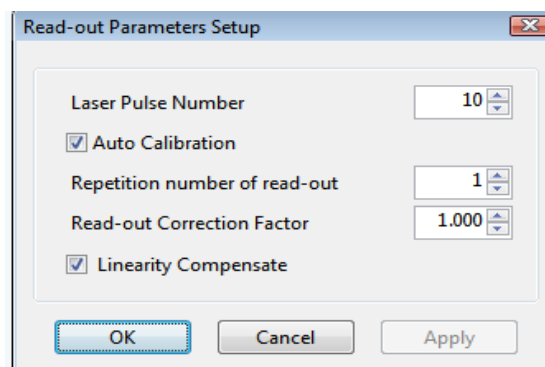 Read-out Parameters Setup
Laser Pulse Number 10
Auto Calibration
Repetition number of read-out 1
Read-out Correction Factor 1.000
Linearity Compensate
OK Cancel Apply